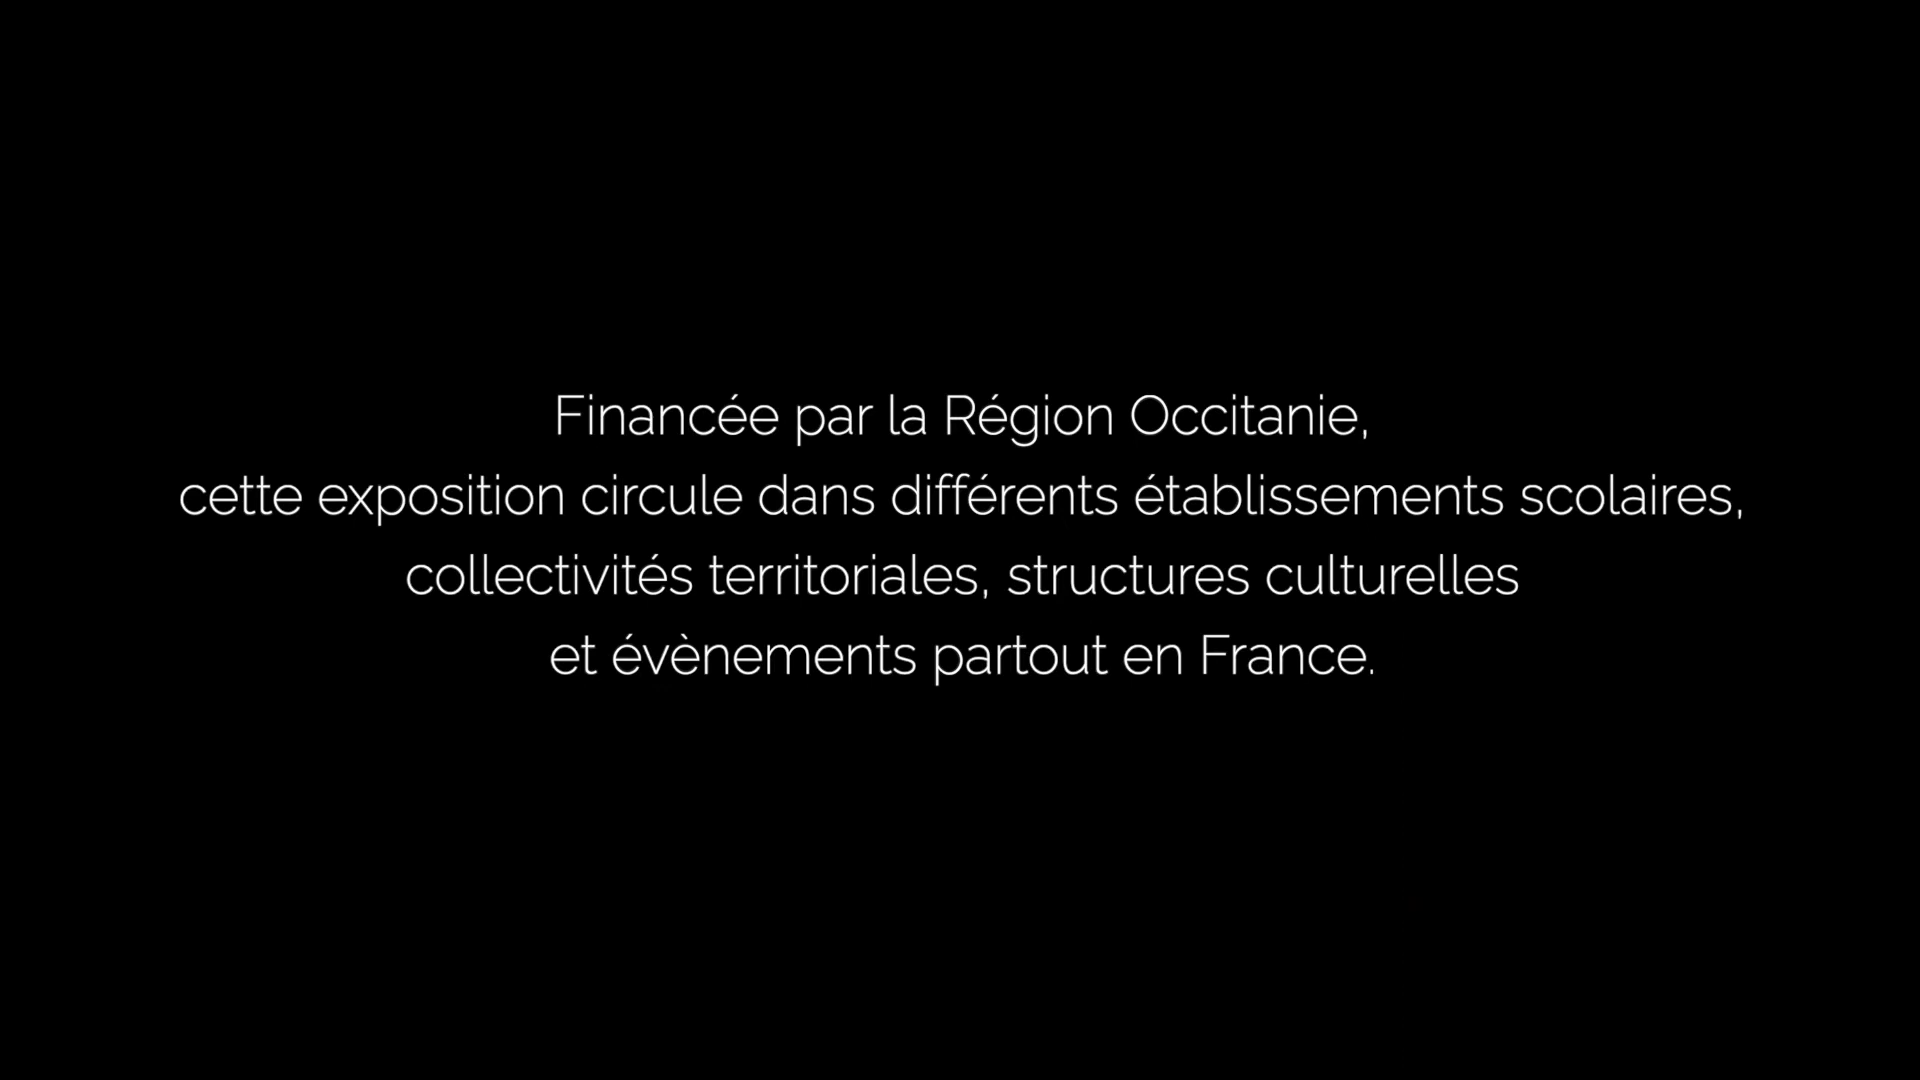 Financée par la Région Occitanie,
cette exposition circule dans différents établissements scolaires,
collectivités territoriales, structures culturelles
et évènements partout en France.